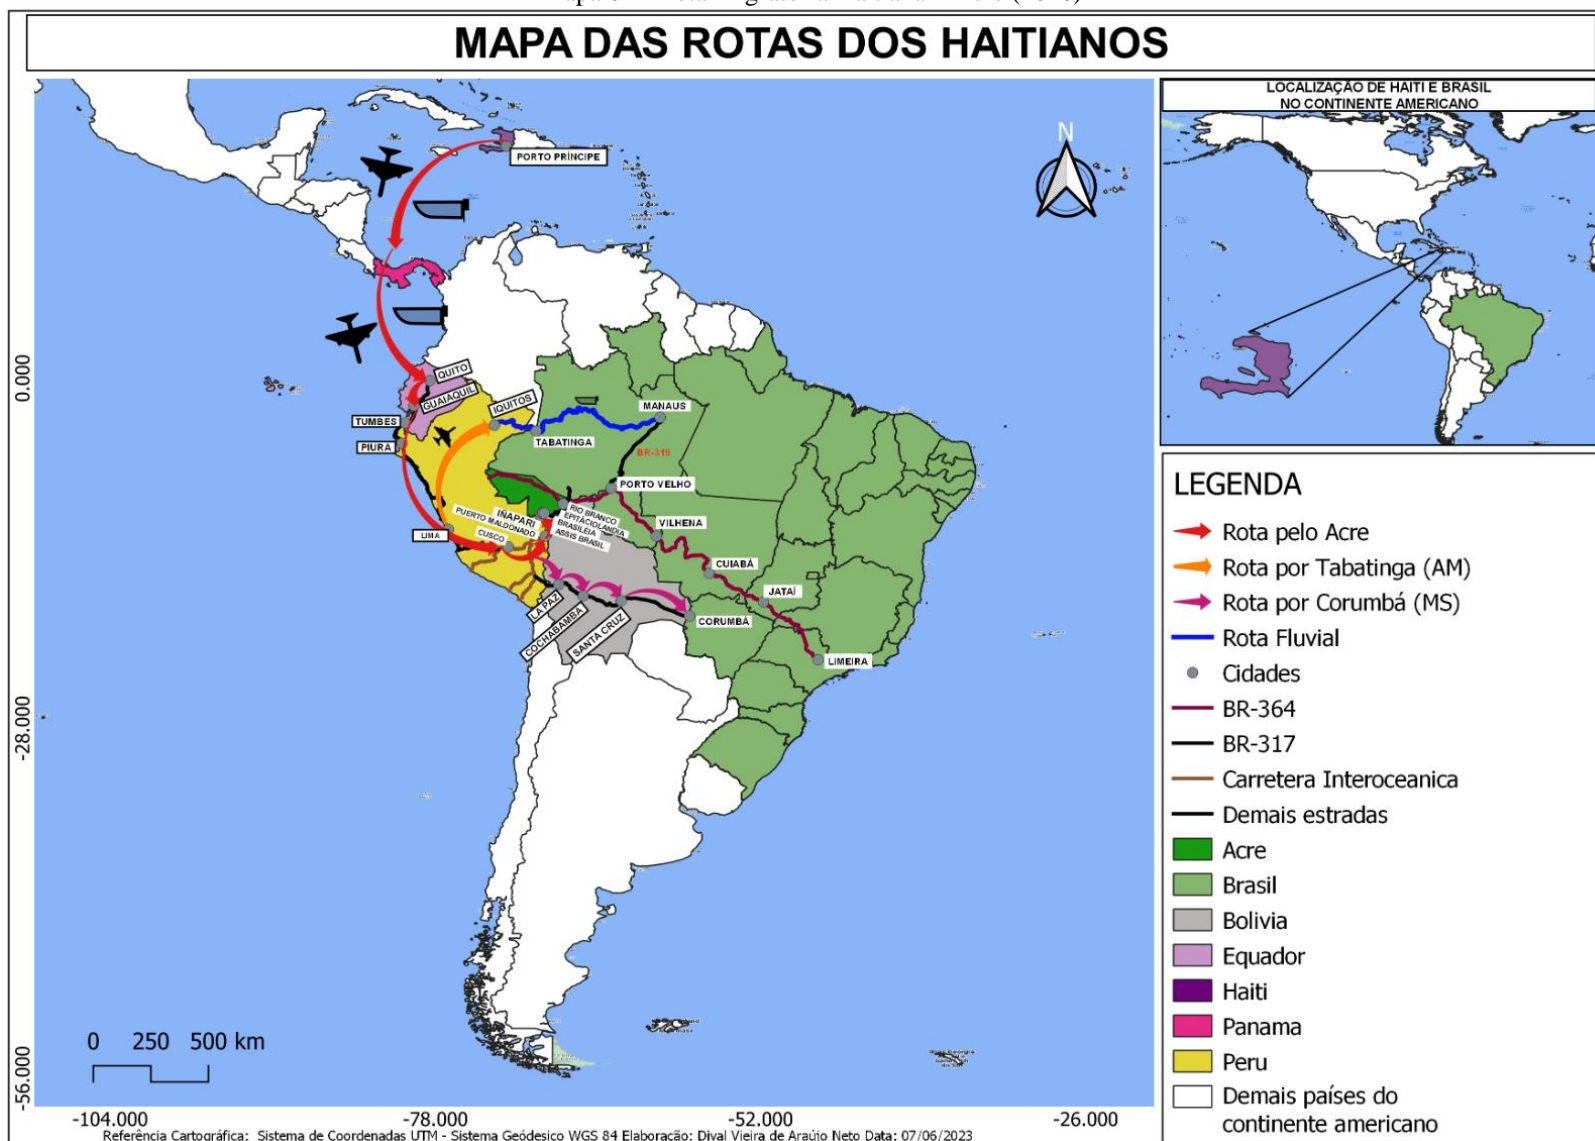 MAPA DAS ROTAS DOS HAITIANOS
LOCALIZAÇÃO DE HAITI E BRASIL
NO CONTINENTE AMERICANO
N
PORTO PRÍNCIPE
QUITO
GUAIAQUIL
TUMBES
PIURA
IQUITOS
TABATINGA
MANAUS
BR-319
PORTO VELHO
RIO BRANCO
EPITACIOLANDIA
BRASILÉIA
ASSIS BRASIL
IÑAPARI
PUERTO MALDONADO
CUSCO
LIMA
VILHENA
CUIABÁ
JATAÍ
LA PAZ
COCHABAMBA
SANTA CRUZ
CORUMBÁ
LIMEIRA
0.000
-28.000
-56.000
0 250 500 km
-104.000 -78.000 -52.000 -26.000
LEGENDA
Rota pelo Acre
Rota por Tabatinga (AM)
Rota por Corumbá (MS)
Rota Fluvial
Cidades
BR-364
BR-317
Carretera Interoceanica
Demais estradas
Acre
Brasil
Bolivia
Equador
Haiti
Panama
Peru
Demais países do
continente americano
Referência Cartográfica: Sistema de Coordenadas UTM - Sistema Geódesico WGS 84 Elaboração: Dival Vieira de Araújo Neto Data: 07/06/2023